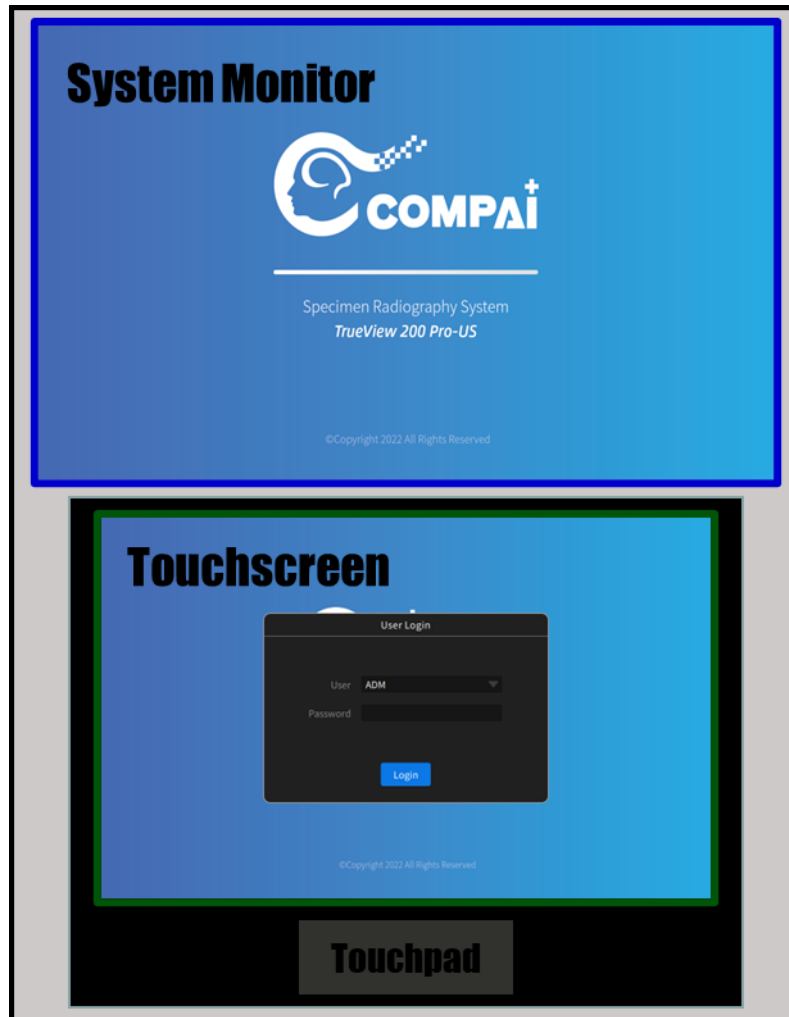 System Monitor
COMPAi
Specimen Radiography System
TrueView 200 Pro-US
©Copyright 2022 All Rights Reserved
Touchscreen
User Login
User ADM
Password
Login
©Copyright 2022 All Rights Reserved
Touchpad